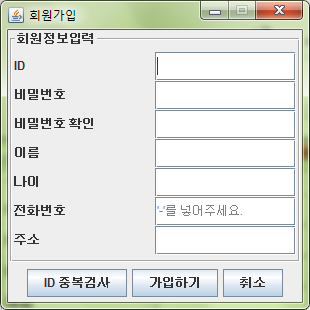 회원가입
회원정보입력
ID
비밀번호
비밀번호 확인
이름
나이
전화번호 '-'를 넣어주세요.
주소
ID 중복검사 가입하기 취소